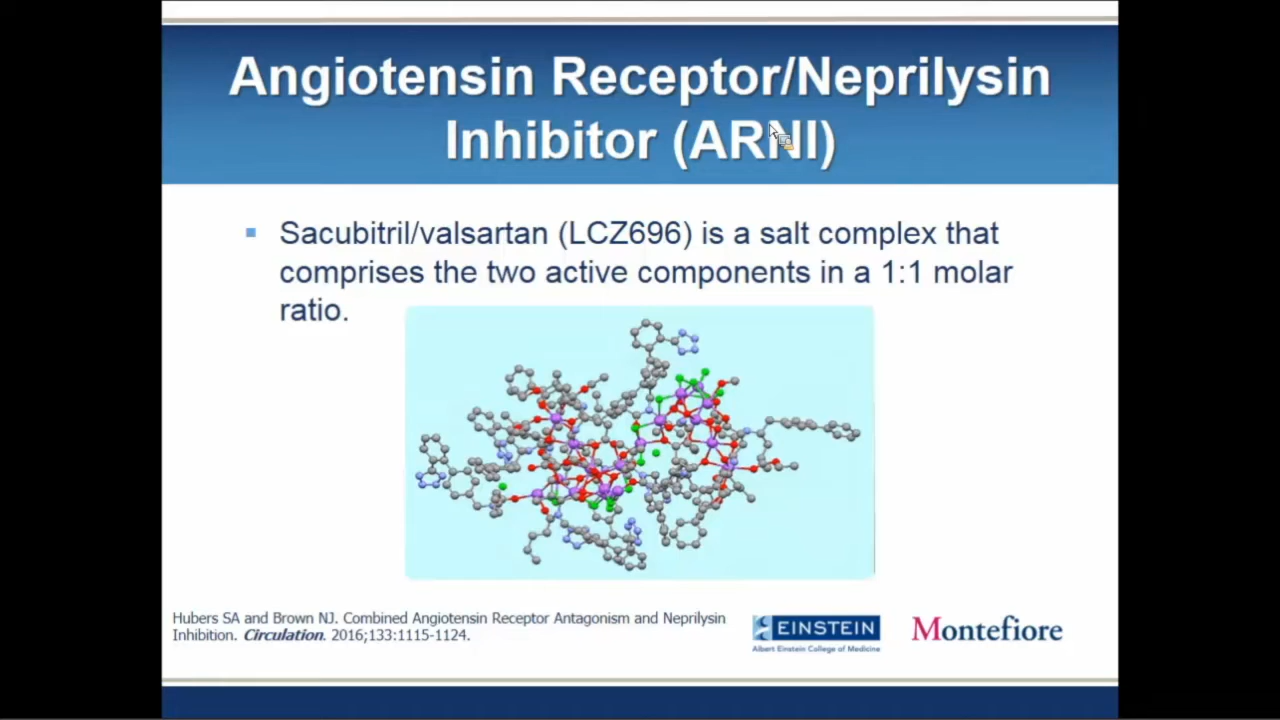 Angiotensin Receptor/Neprilysin
Inhibitor (ARNI)
Sacubitril/valsartan (LCZ696) is a salt complex that
comprises the two active components in a 1:1 molar
ratio.
Hubers SA and Brown NJ. Combined Angiotensin Receptor Antagonism and Neprilysin
Inhibition. Circulation. 2016;133:1115-1124.
EINSTEIN
Albert Einstein College of Medicine
Montefiore